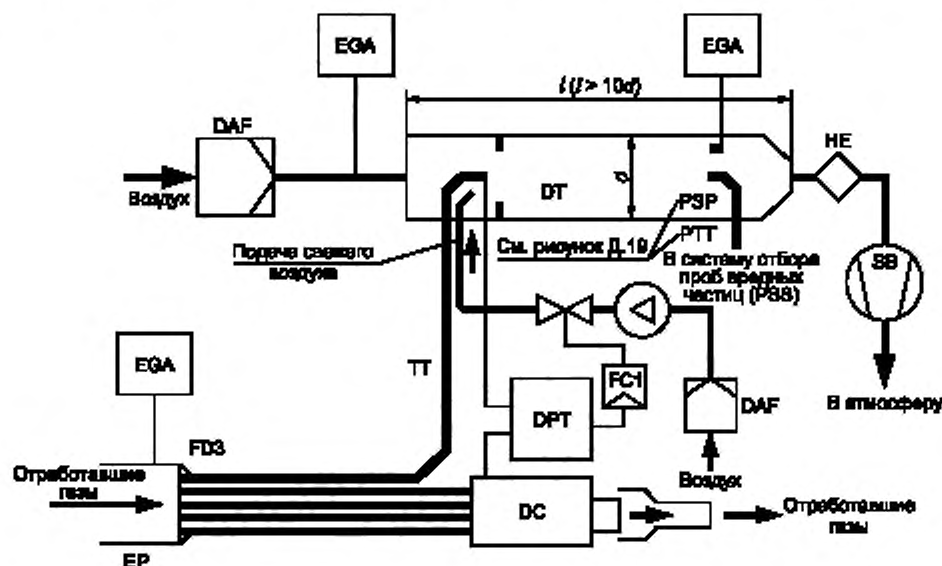 EGA
EGA
l (l > 10d)
DAF
HE
Воздух
d
DT
PSP
SB
Подача свежего
воздуха
См. рисунок Д.19
PTT
В систему отбора
проб вредных
частиц (PSS)
EGA
TT
FC1
DAF
В атмосферу
DPT
FD3
Отработавшие
газы
Воздух
DC
Отработавшие
газы
EP